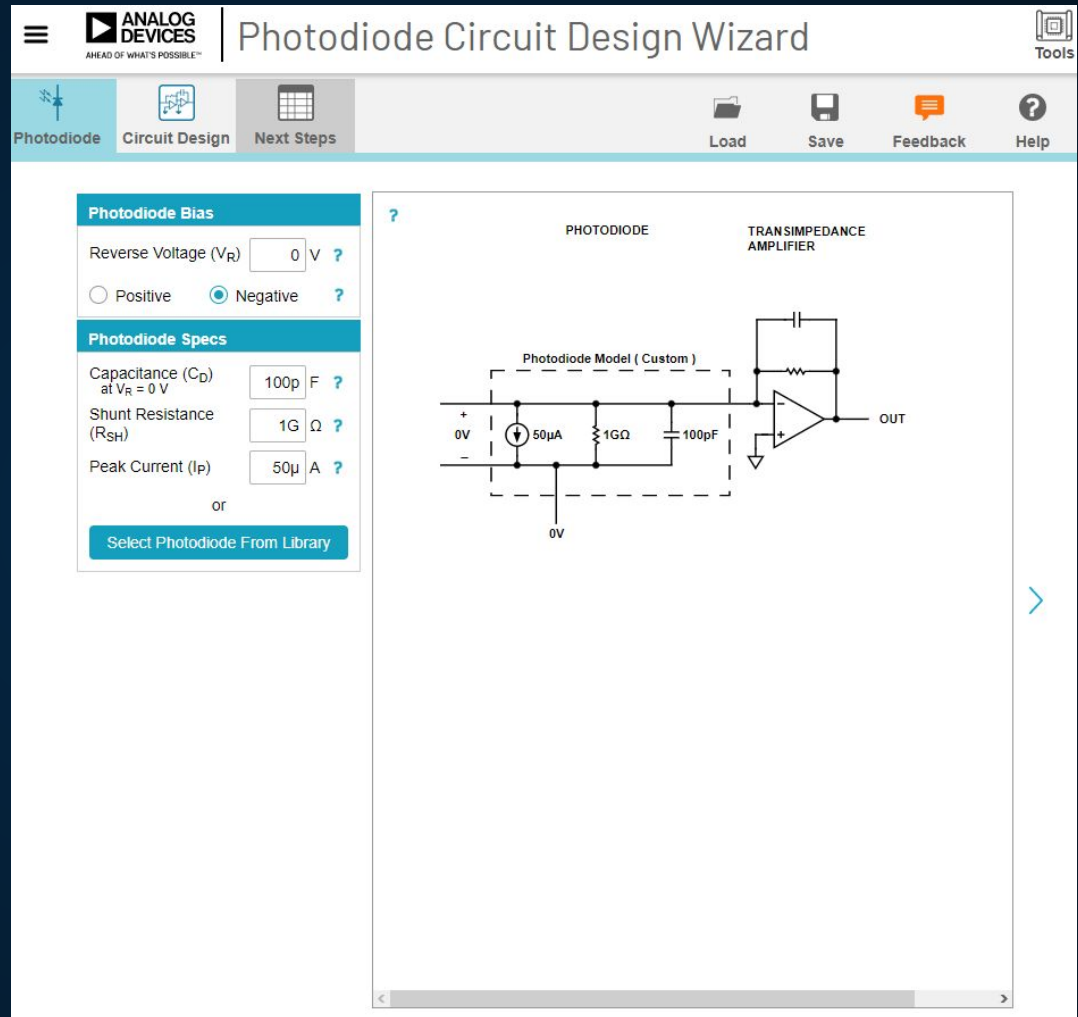 ANALOG
DEVICES
AHEAD OF WHAT'S POSSIBLE™
Photodiode Circuit Design Wizard
Tools
Photodiode
Circuit Design
Next Steps
Load
Save
Feedback
Help
Photodiode Bias
Reverse Voltage (VR) 0 V ?
Positive Negative ?
Photodiode Specs
Capacitance (CD)
at VR = 0 V
100p F ?
Shunt Resistance
(RSH)
1G Ω ?
Peak Current (IP) 50µ A ?
or
Select Photodiode From Library
?
PHOTODIODE
TRANSIMPEDANCE
AMPLIFIER
Photodiode Model ( Custom )
+
0V
−
50µA
1GΩ
100pF
−
+
OUT
0V